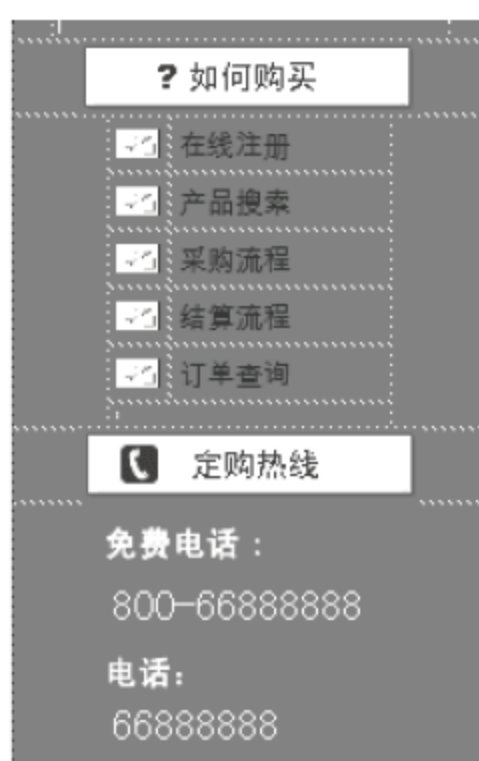 ? 如何购买
在线注册
产品搜索
采购流程
结算流程
订单查询
定购热线
免费电话：
800-66888888
电话：
66888888